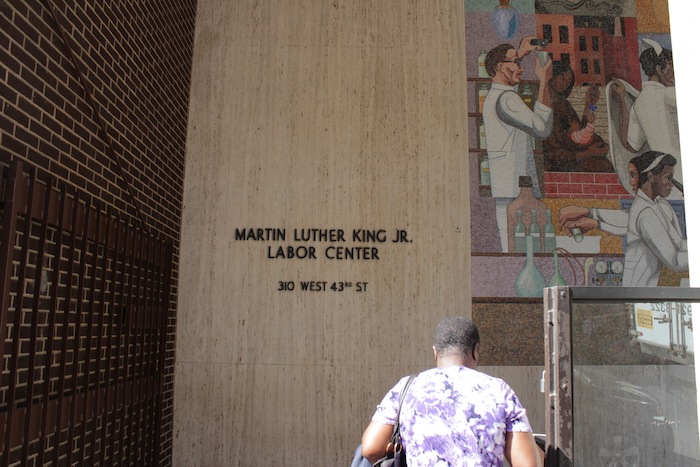 MARTIN LUTHER KING JR.
LABOR CENTER
310 WEST 43RD ST